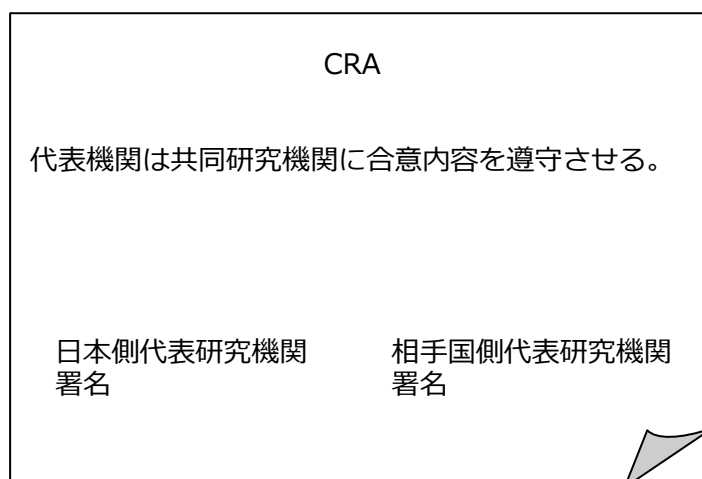 CRA
代表機関は共同研究機関に合意内容を遵守させる。
日本側代表研究機関
署名
相手国側代表研究機関
署名